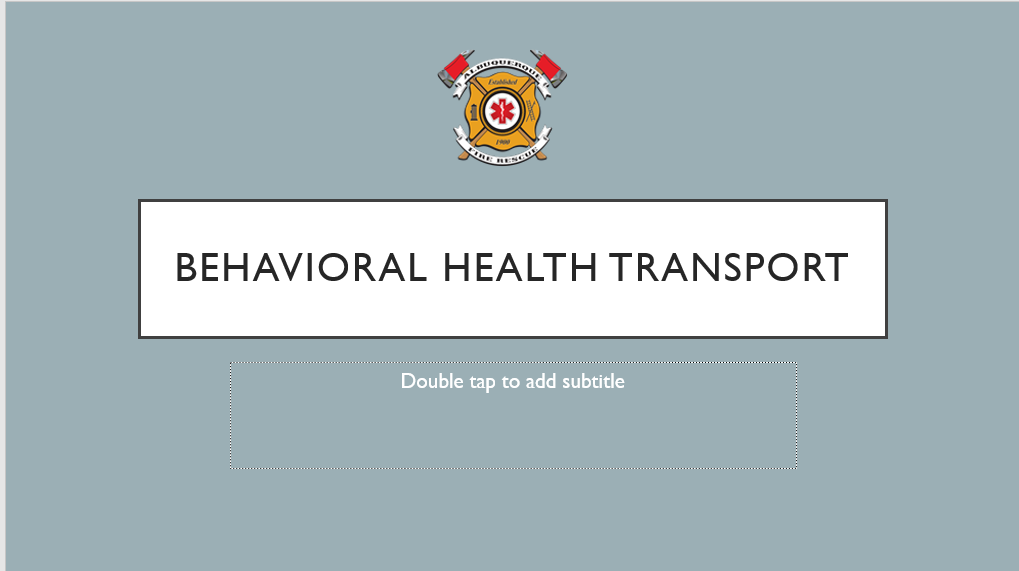 ALBUQUERQUE
Established
1900
FIRE RESCUE
BEHAVIORAL HEALTH TRANSPORT
Double tap to add subtitle